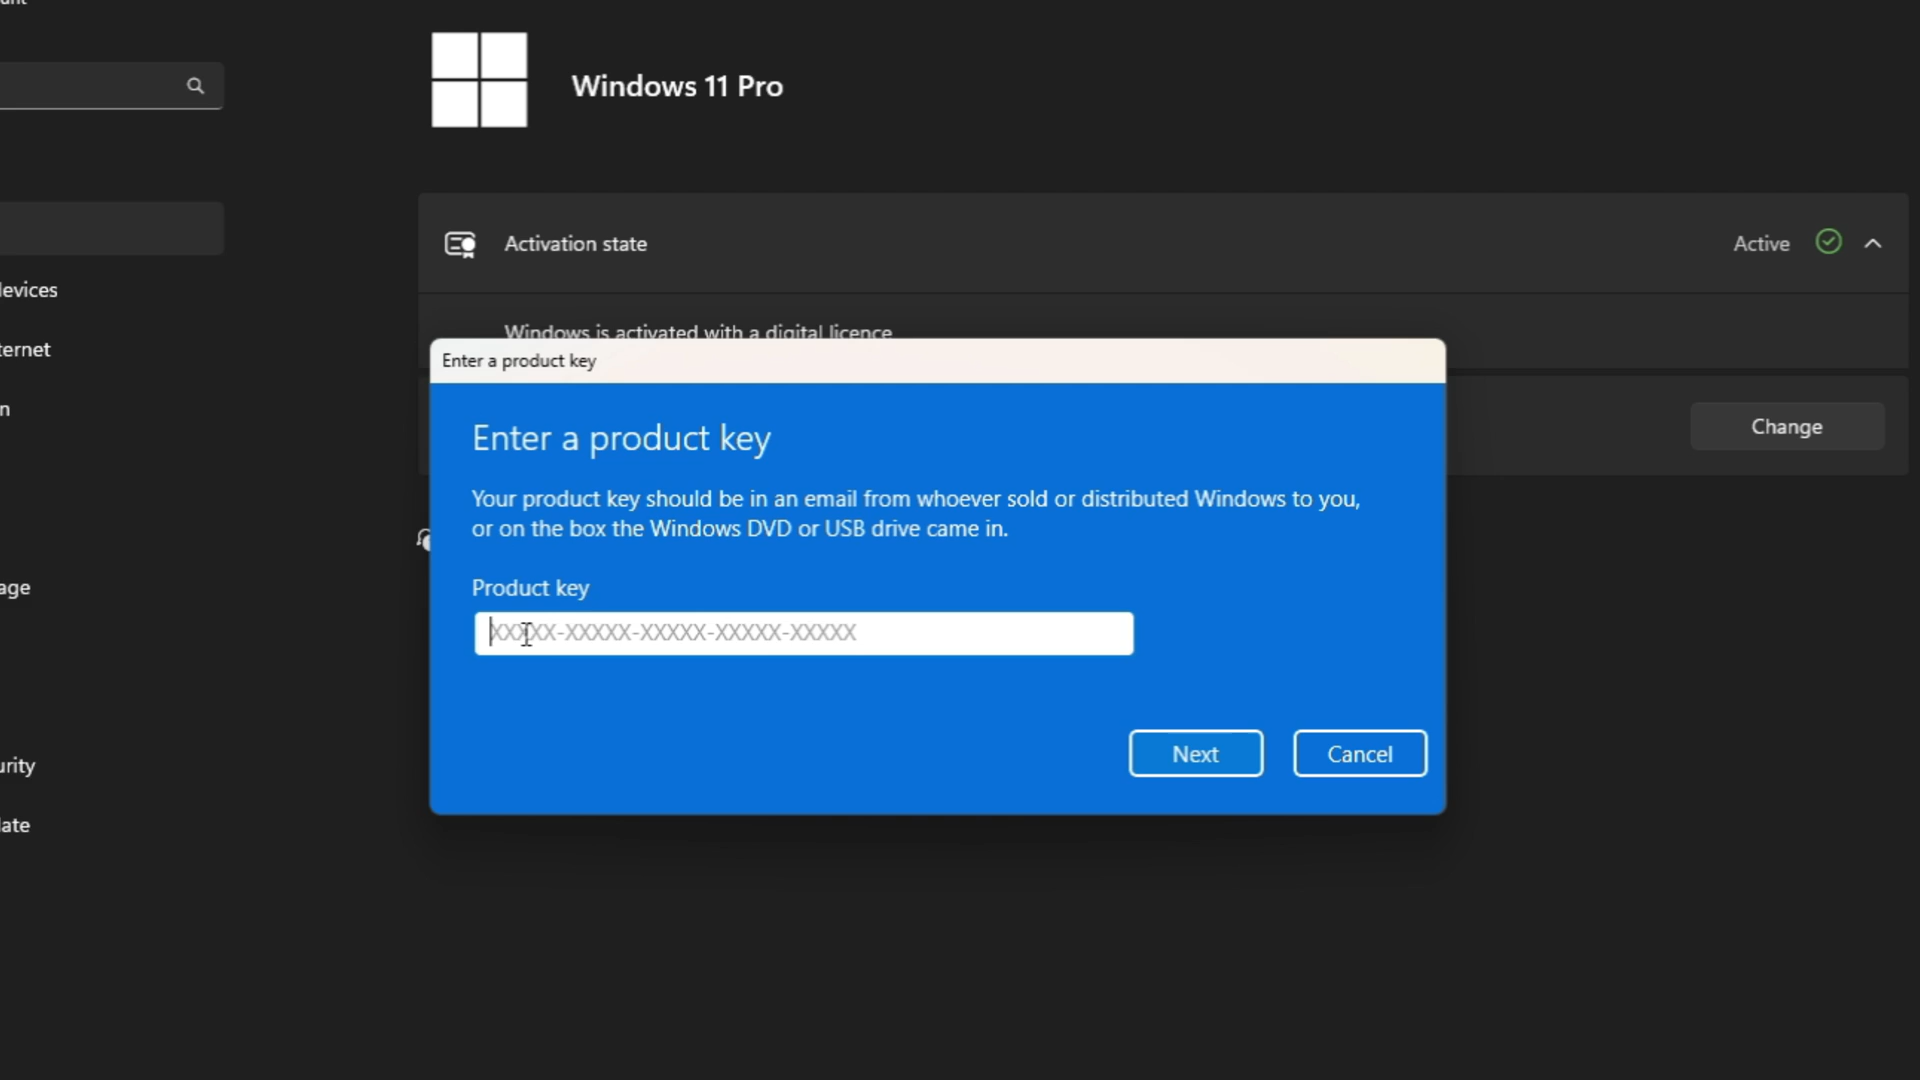 Windows 11 Pro
Activation state
Active
evices
Windows is activated with a digital licence
ternet
Enter a product key
n
Change
Enter a product key
Your product key should be in an email from whoever sold or distributed Windows to you,
or on the box the Windows DVD or USB drive came in.
age
Product key
XXXXX-XXXXX-XXXXX-XXXXX-XXXXX
Next
Cancel
urity
ate